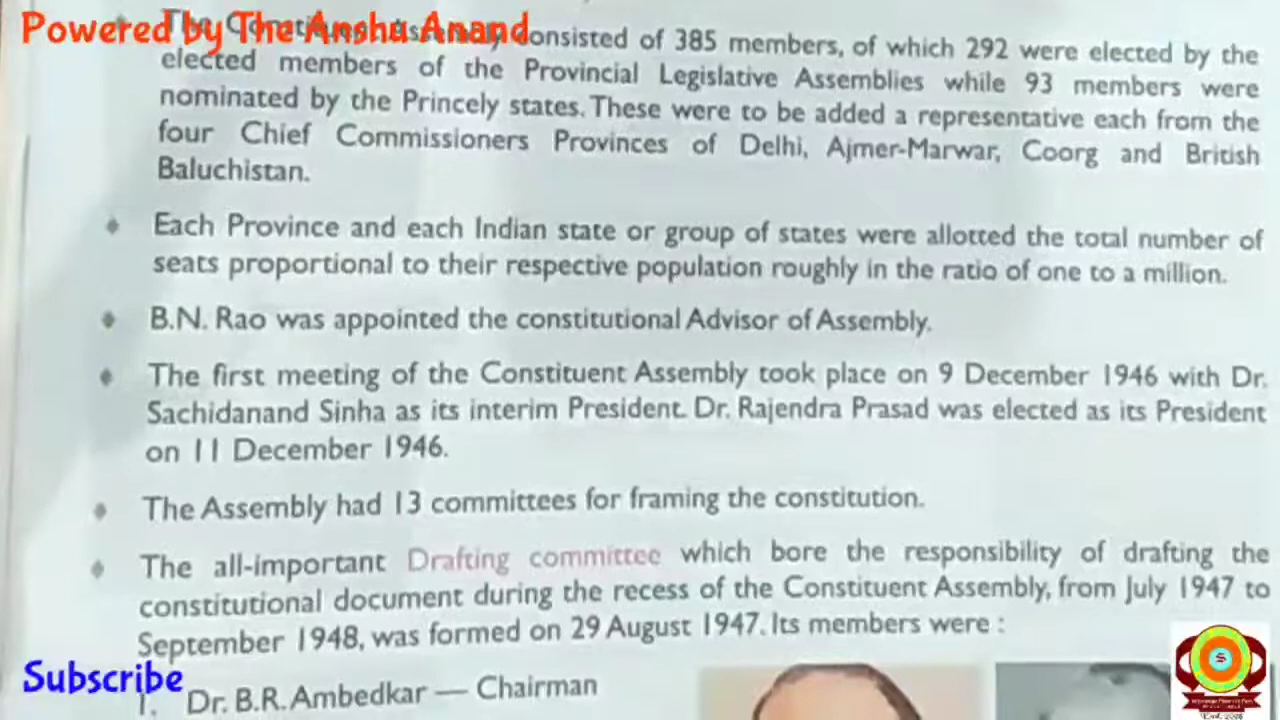 Powered by The Anshu Anand
The Constituent Assembly consisted of 385 members, of which 292 were elected by the
elected members of the Provincial Legislative Assemblies while 93 members were
nominated by the Princely states. These were to be added a representative each from the
four Chief Commissioners Provinces of Delhi, Ajmer-Marwar, Coorg and British
Baluchistan.
Each Province and each Indian state or group of states were allotted the total number of
seats proportional to their respective population roughly in the ratio of one to a million.
B.N. Rao was appointed the constitutional Advisor of Assembly.
The first meeting of the Constituent Assembly took place on 9 December 1946 with Dr.
Sachidanand Sinha as its interim President. Dr. Rajendra Prasad was elected as its President
on 11 December 1946.
The Assembly had 13 committees for framing the constitution.
The all-important Drafting committee which bore the responsibility of drafting the
constitutional document during the recess of the Constituent Assembly, from July 1947 to
September 1948, was formed on 29 August 1947. Its members were :
Subscribe
1. Dr. B.R. Ambedkar — Chairman
S